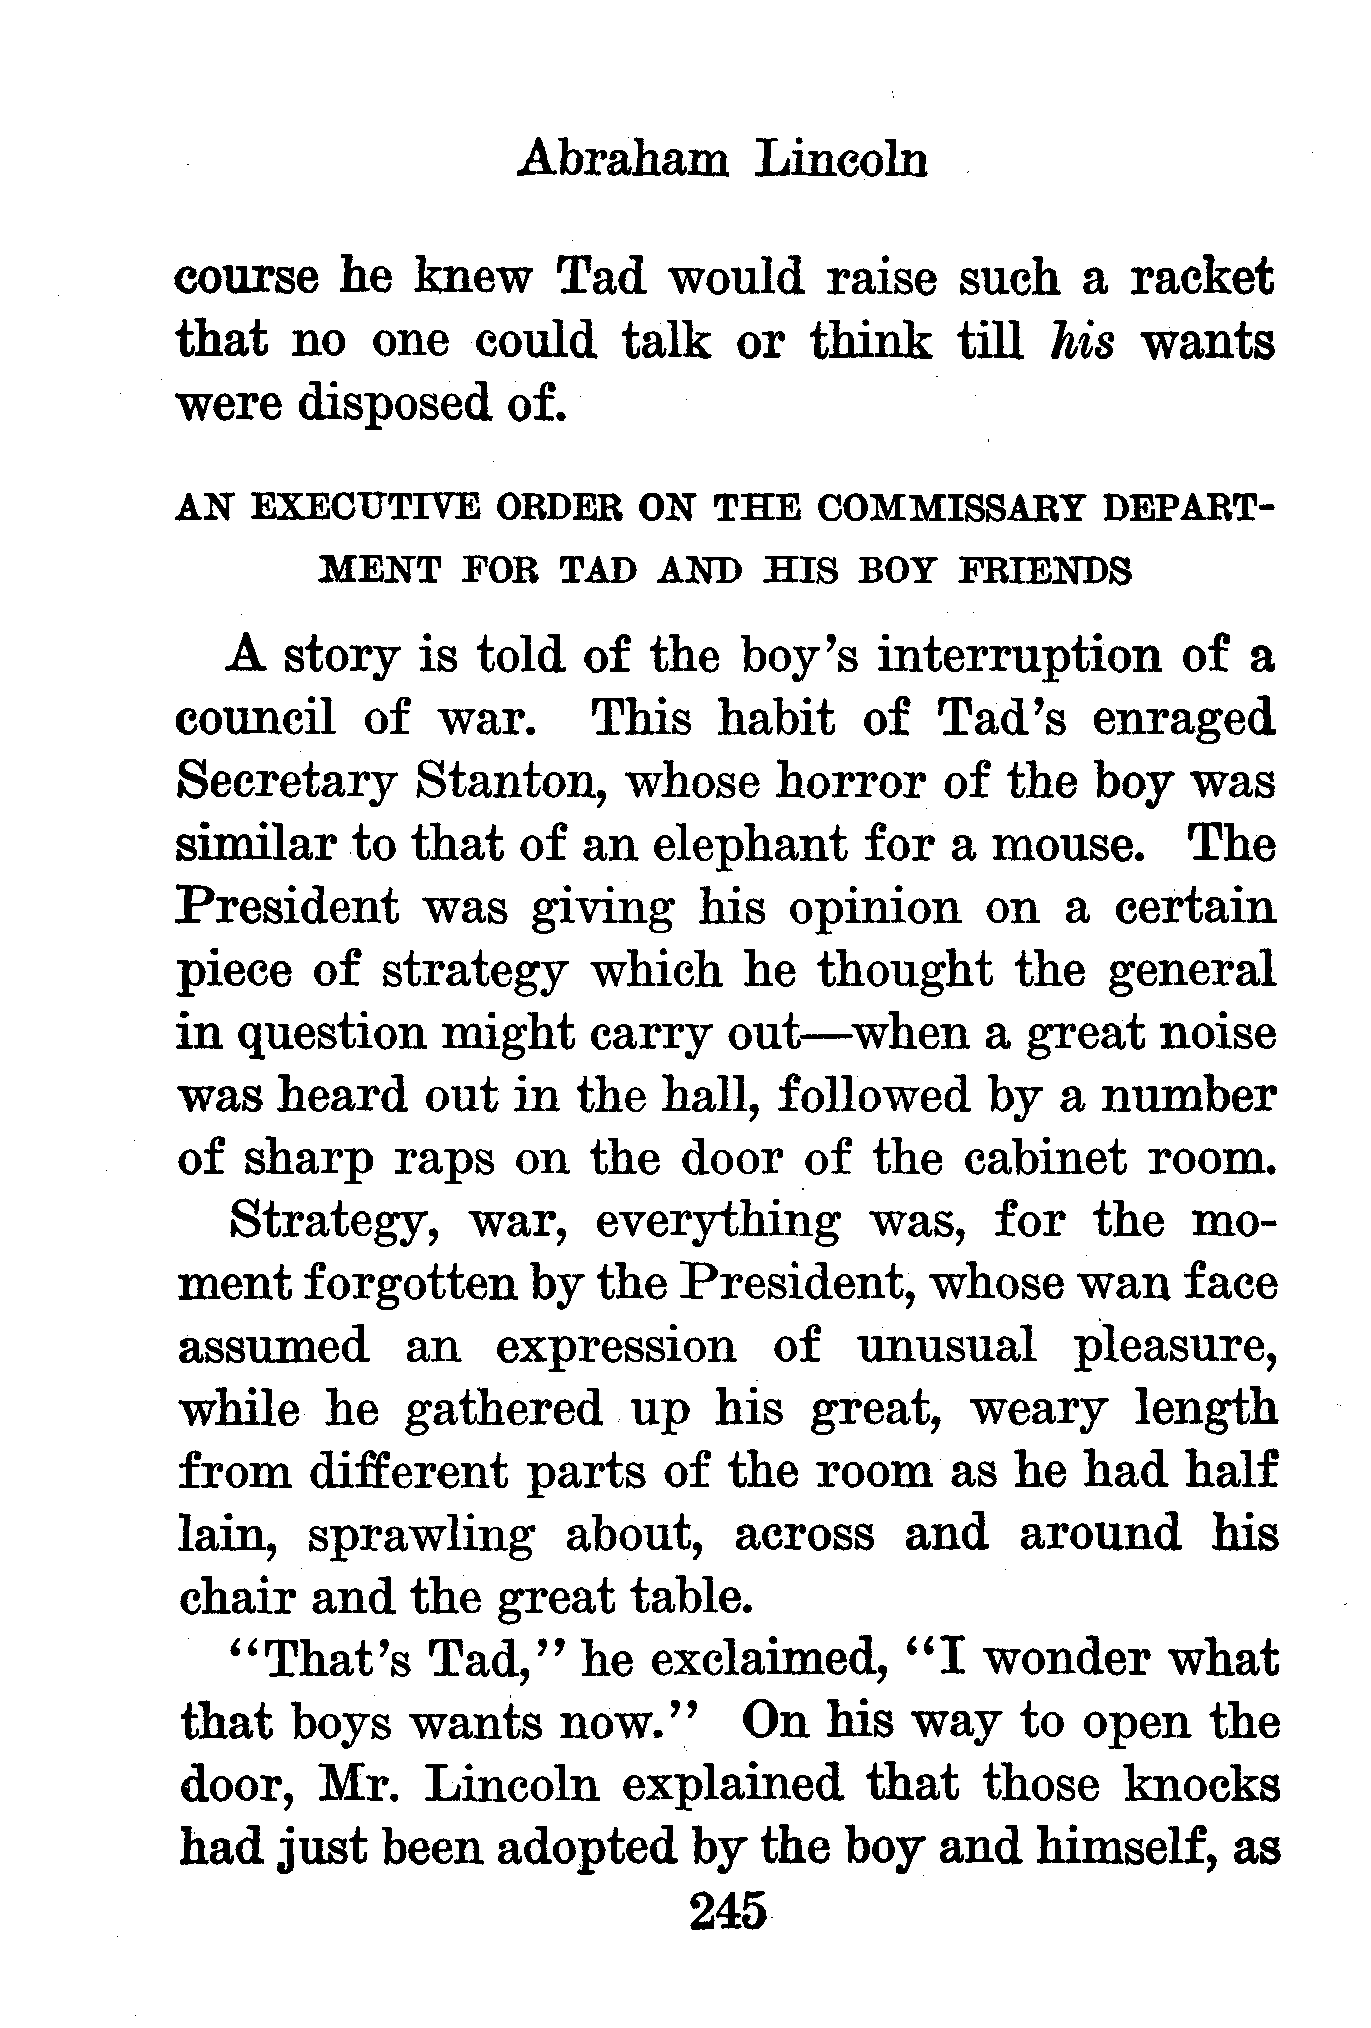 Abraham Lincoln
course he knew Tad would raise such a racket
that no one could talk or think till his wants
were disposed of.
AN EXECUTIVE ORDER ON THE COMMISSARY DEPART-
MENT FOR TAD AND HIS BOY FRIENDS
A story is told of the boy's interruption of a
council of war. This habit of Tad's enraged
Secretary Stanton, whose horror of the boy was
similar to that of an elephant for a mouse. The
President was giving his opinion on a certain
piece of strategy which he thought the general
in question might carry out—when a great noise
was heard out in the hall, followed by a number
of sharp raps on the door of the cabinet room.
Strategy, war, everything was, for the mo-
ment forgotten by the President, whose wan face
assumed an expression of unusual pleasure,
while he gathered up his great, weary length
from different parts of the room as he had half
lain, sprawling about, across and around his
chair and the great table.
"That's Tad," he exclaimed, "I wonder what
that boys wants now." On his way to open the
door, Mr. Lincoln explained that those knocks
had just been adopted by the boy and himself, as
245